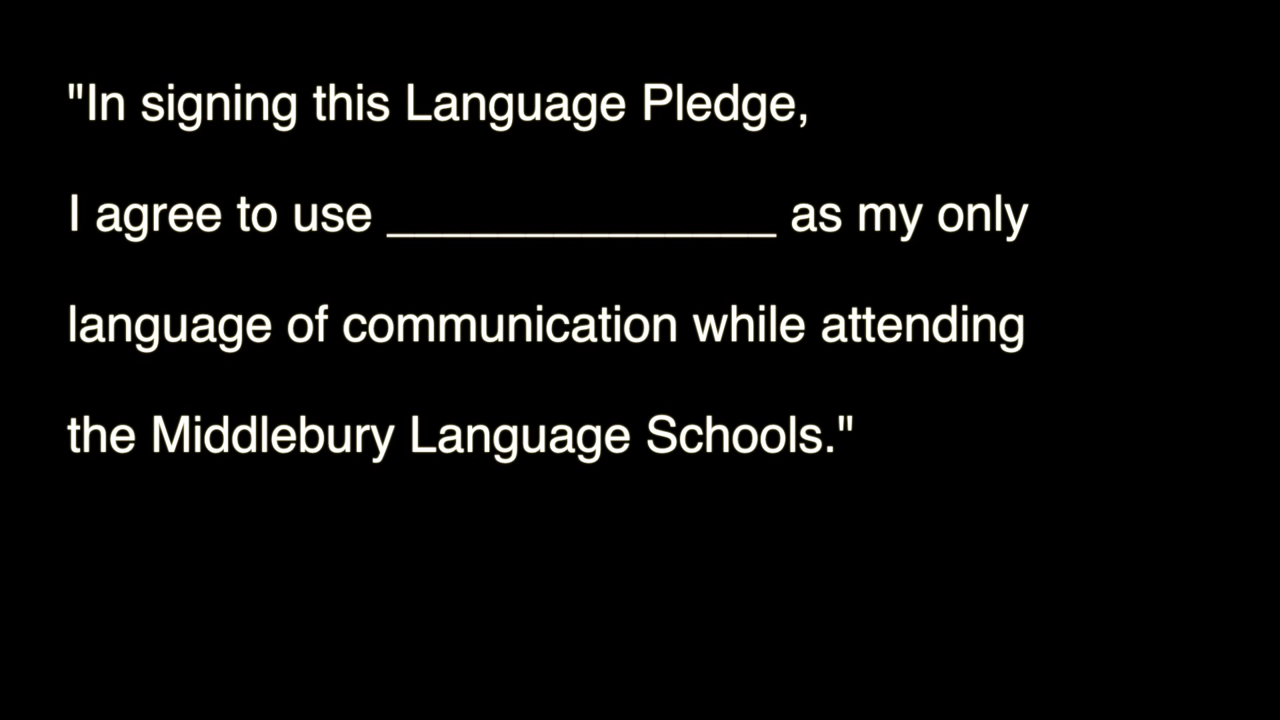 "In signing this Language Pledge,
I agree to use ______________ as my only
language of communication while attending
the Middlebury Language Schools."